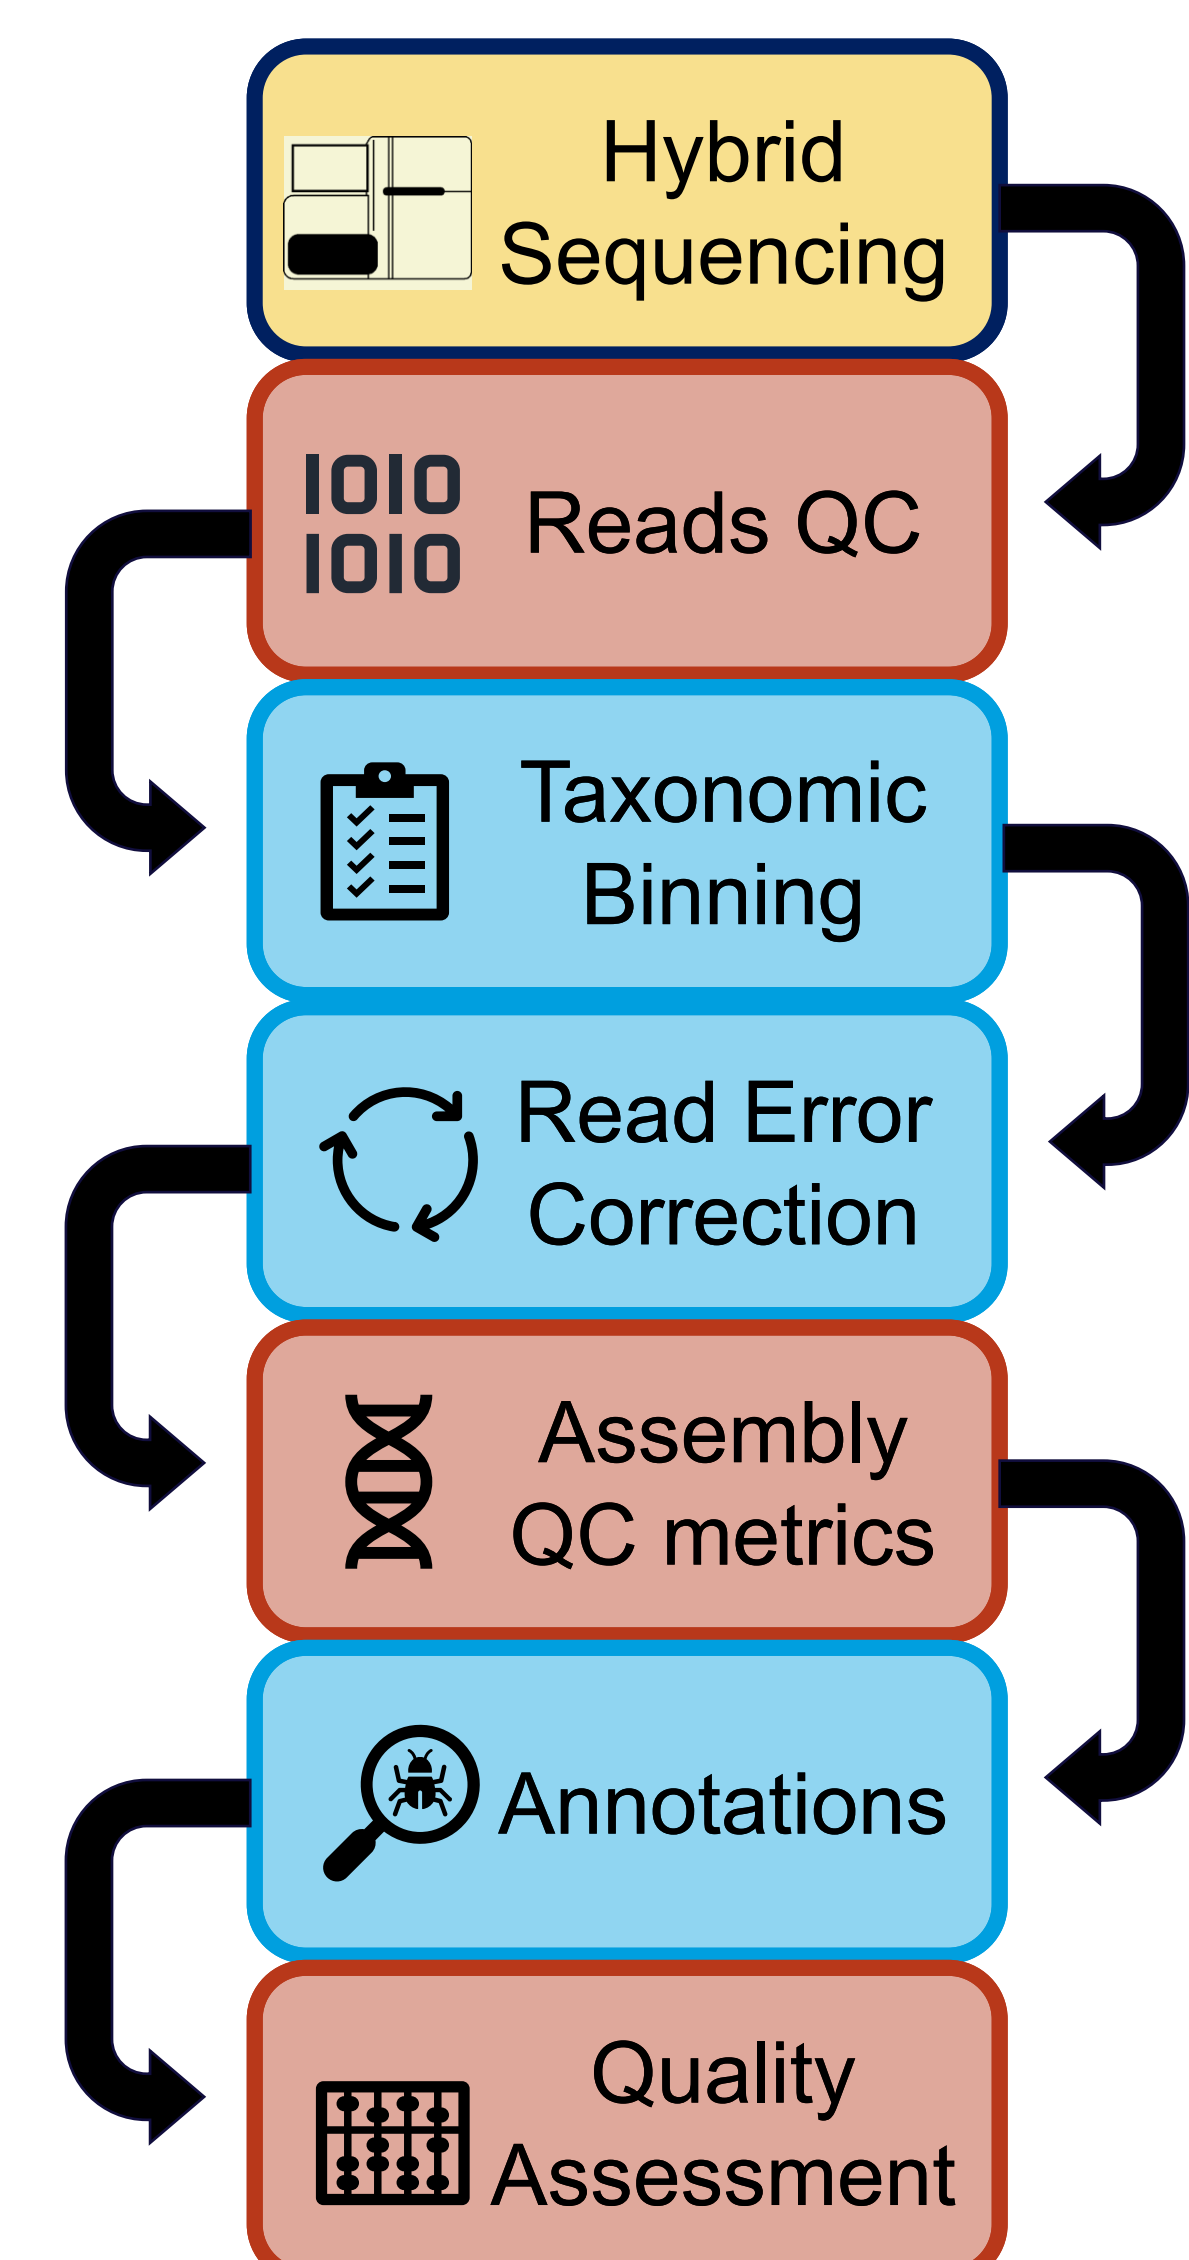 Hybrid
Sequencing
1010
1010
Reads QC
Taxonomic
Binning
Read Error
Correction
Assembly
QC metrics
Annotations
Quality
Assessment